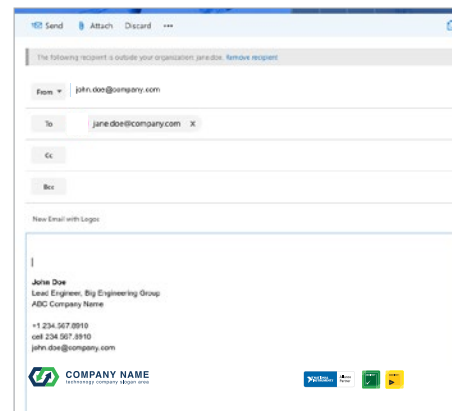 Send Attach Discard
The following recipient is outside your organization: jane.doe. Remove recipient
From john.doe@company.com
To jane.doe@company.com X
Cc
Bcc
New Email with Logos
John Doe
Lead Engineer, Big Engineering Group
ABC Company Name
+1 234.567.8910
cell 234.567.8910
john.doe@company.com
COMPANY NAME
technology company slogan area